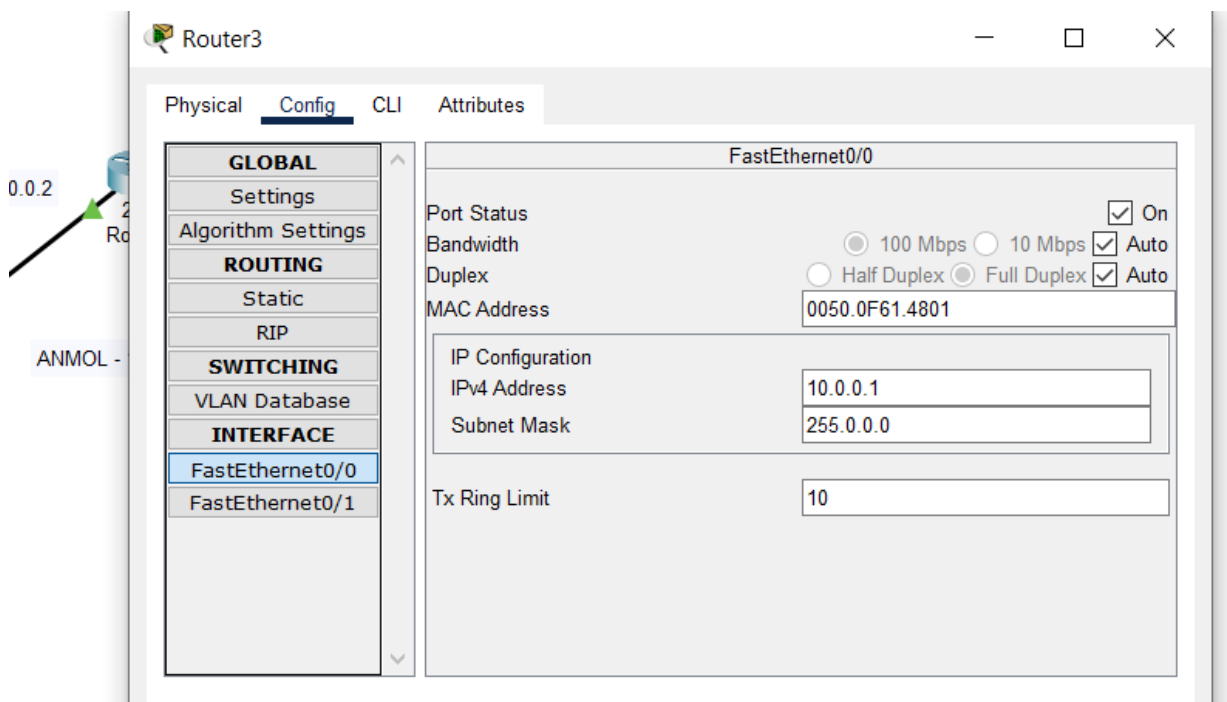 Router3
Physical Config CLI Attributes
GLOBAL
Settings
Algorithm Settings
ROUTING
Static
RIP
SWITCHING
VLAN Database
INTERFACE
FastEthernet0/0
FastEthernet0/1
FastEthernet0/0
Port Status On
Bandwidth 100 Mbps 10 Mbps Auto
Duplex Half Duplex Full Duplex Auto
MAC Address 0050.0F61.4801
IP Configuration
IPv4 Address 10.0.0.1
Subnet Mask 255.0.0.0
Tx Ring Limit 10
0.0.2
2
Ro
ANMOL -